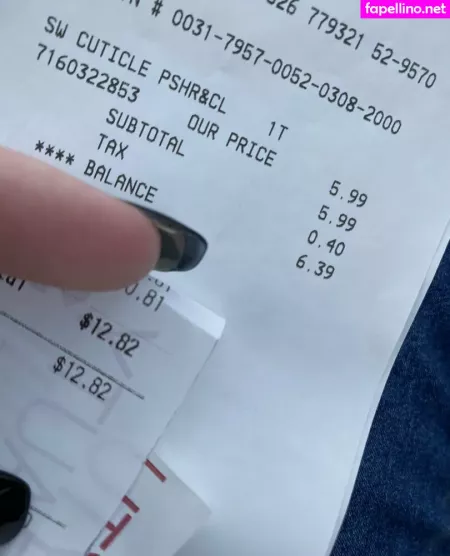 fapellino.net
326 779321 52-9570
# 0031-7957-0052-0308-2000
SW CUTICLE PSHR&CL 1T
7160322853 OUR PRICE 5.99
SUBTOTAL 5.99
TAX 0.40
**** BALANCE 6.39
0.81
$12.82
$12.82